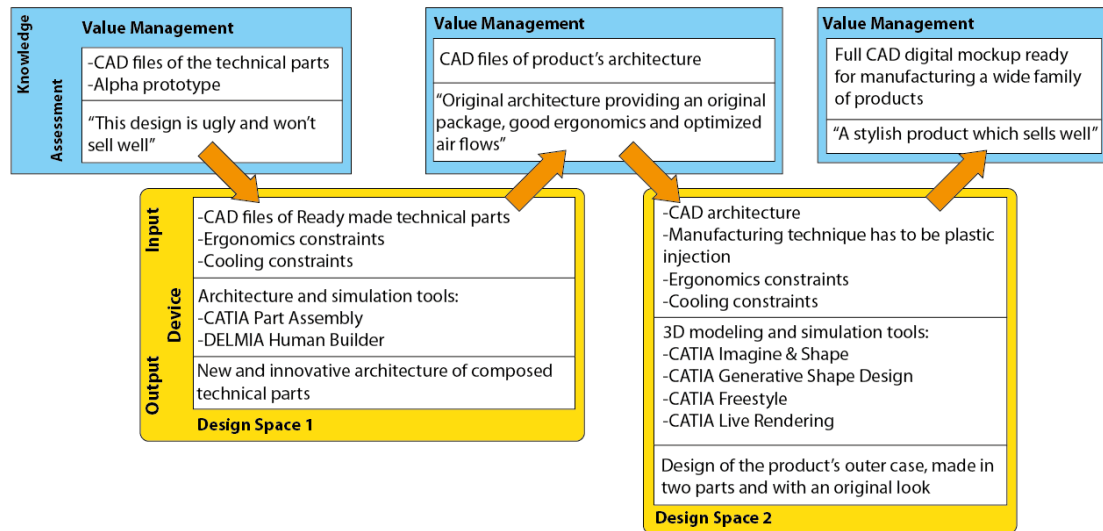 Knowledge
Assessment
Value Management
-CAD files of the technical parts
-Alpha prototype
“This design is ugly and won’t
sell well”
Value Management
CAD files of product’s architecture
“Original architecture providing an original
package, good ergonomics and optimized
air flows”
Value Management
Full CAD digital mockup ready
for manufacturing a wide family
of products
“A stylish product which sells well”
Input
Device
Output
-CAD files of Ready made technical parts
-Ergonomics constraints
-Cooling constraints
Architecture and simulation tools:
-CATIA Part Assembly
-DELMIA Human Builder
New and innovative architecture of composed
technical parts
Design Space 1
-CAD architecture
-Manufacturing technique has to be plastic
injection
-Ergonomics constraints
-Cooling constraints
3D modeling and simulation tools:
-CATIA Imagine & Shape
-CATIA Generative Shape Design
-CATIA Freestyle
-CATIA Live Rendering
Design of the product’s outer case, made in
two parts and with an original look
Design Space 2